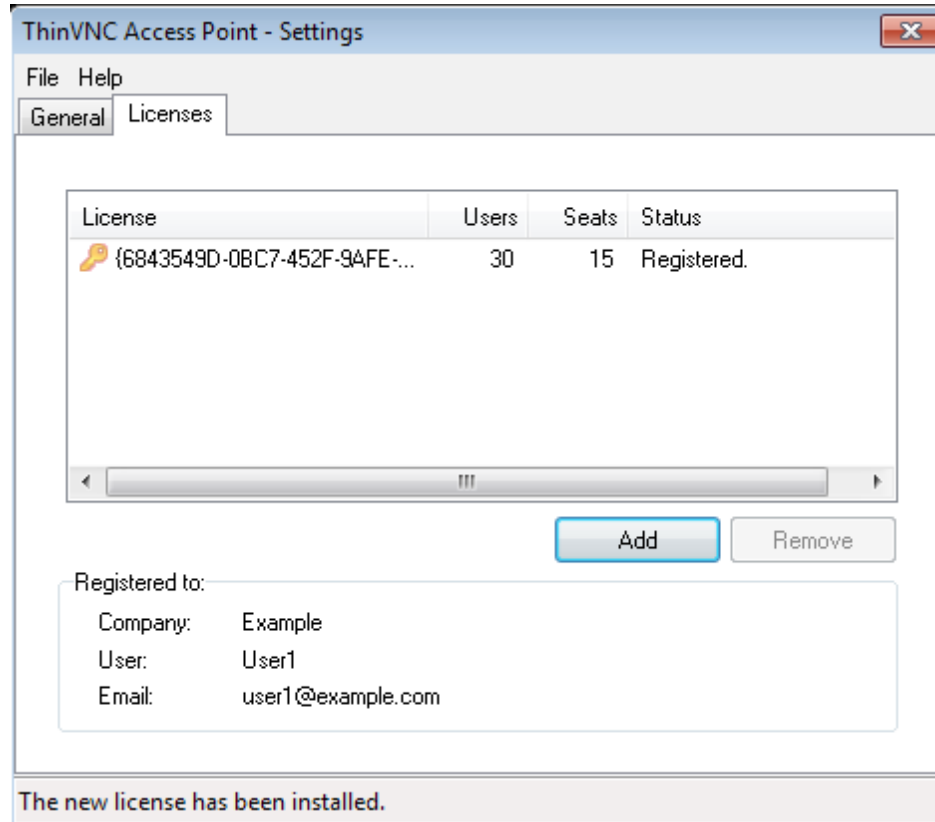 ThinVNC Access Point - Settings
File Help
General Licenses
License Users Seats Status
{6843549D-0BC7-452F-9AFE-... 30 15 Registered.
Add Remove
Registered to:
Company: Example
User: User1
Email: user1@example.com
The new license has been installed.